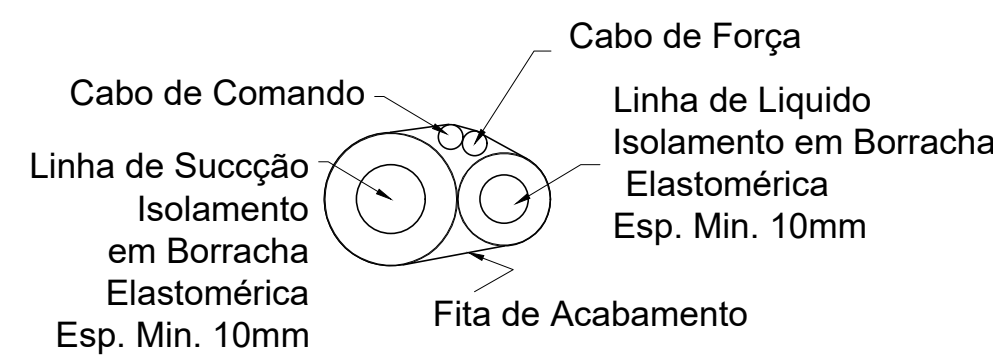 Cabo de Força
Cabo de Comando
Linha de Liquido
Isolamento em Borracha
Elastomérica
Esp. Min. 10mm
Linha de Succção
Isolamento
em Borracha
Elastomérica
Esp. Min. 10mm
Fita de Acabamento